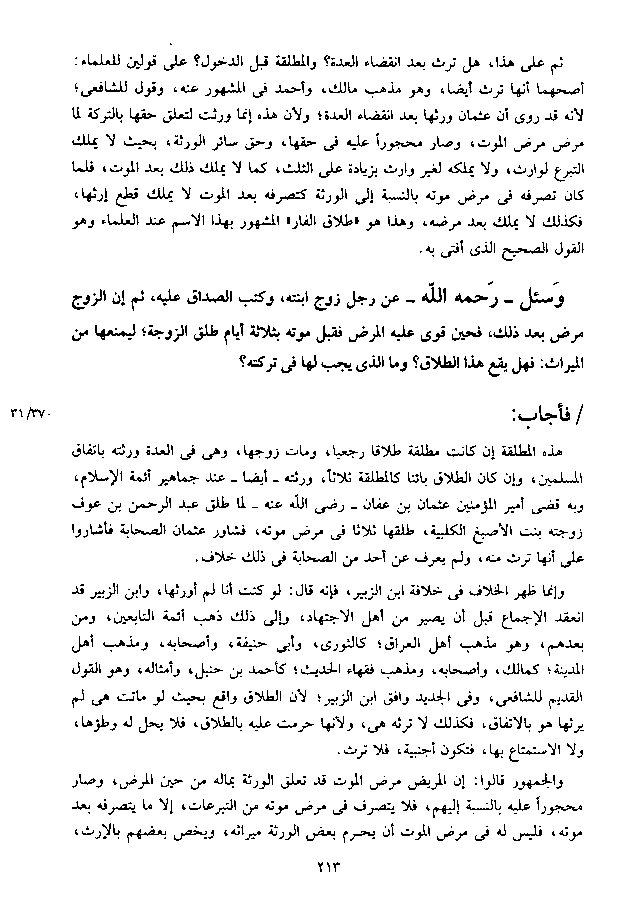 ثم على هذا، هل ترث بعد انقضاء العدة؟ والمطلقة قبل الدخول؟ على قولين للعلماء:
أصحهما أنها ترث أيضا، وهو مذهب مالك، وأحمد فى المشهور عنه، وقول للشافعى؛
لأنه قد روى أن عثمان ورثها بعد انقضاء العدة؛ ولأن هذه إنما ورثت لتعلق حقها بالتركة لما
مرض مرض الموت، وصار محجوراً عليه فى حقها، وحق سائر الورثة، بحيث لا يملك
التبرع لوارث، ولا يملكه لغير وارث بزيادة على الثلث، كما لا يملك ذلك بعد الموت، فلما
كان تصرفه فى مرض موته بالنسبة إلى الورثة كتصرفه بعد الموت لا يملك قطع إرثها،
فكذلك لا يملك بعد مرضه، وهذا هو «طلاق الفار» المشهور بهذا الاسم عند العلماء وهو
القول الصحيح الذى أفتى به.
وَسئل ـ رَحمه اللّه ـ عن رجل زوج ابنته، وكتب الصداق عليه، ثم إن الزوج
مرض بعد ذلك، فحين قوى عليه المرض فقبل موته بثلاثة أيام طلق الزوجة؛ ليمنعها من
الميراث: فهل يقع هذا الطلاق؟ وما الذى يجب لها فى تركته؟
/ فأجاب: ٣١/٣٧٠
هذه المطلقة إن كانت مطلقة طلاقا رجعيا، ومات زوجها، وهى فى العدة ورثته باتفاق
المسلمين، وإن كان الطلاق بائنا كالمطلقة ثلاثاً، ورثته ـ أيضا ـ عند جماهير أئمة الإسلام،
وبه قضى أمير المؤمنين عثمان بن عفان ـ رضى الله عنه ـ لما طلق عبد الرحمن بن عوف
زوجته بنت الأصبغ الكلبية، طلقها ثلاثا فى مرض موته، فشاور عثمان الصحابة فأشاروا
على أنها ترث منه، ولم يعرف عن أحد من الصحابة فى ذلك خلاف.
وإنما ظهر الخلاف فى خلافة ابن الزبير، فإنه قال: لو كنت أنا لم أورثها، وابن الزبير قد
انعقد الإجماع قبل أن يصير من أهل الاجتهاد، وإلى ذلك ذهب أئمة التابعين، ومن
بعدهم، وهو مذهب أهل العراق؛ كالثورى، وأبي حنيفة، وأصحابه، ومذهب أهل
المدينة؛ كمالك، وأصحابه، ومذهب فقهاء الحديث؛ كأحمد بن حنبل، وأمثاله، وهو القول
القديم للشافعى، وفى الجديد وافق ابن الزبير؛ لأن الطلاق واقع بحيث لو ماتت هى لم
يرثها هو بالاتفاق، فكذلك لا ترثه هى، ولأنها حرمت عليه بالطلاق، فلا يحل له وطؤها،
ولا الاستمتاع بها، فتكون أجنبية، فلا ترث.
والجمهور قالوا: إن المريض مرض الموت قد تعلق الورثة بماله من حين المرض، وصار
محجوراً عليه بالنسبة إليهم، فلا يتصرف فى مرض موته من التبرعات، إلا ما يتصرفه بعد
موته، فليس له فى مرض الموت أن يحرم بعض الورثة ميراثه، ويخص بعضهم بالإرث،
٢١٣